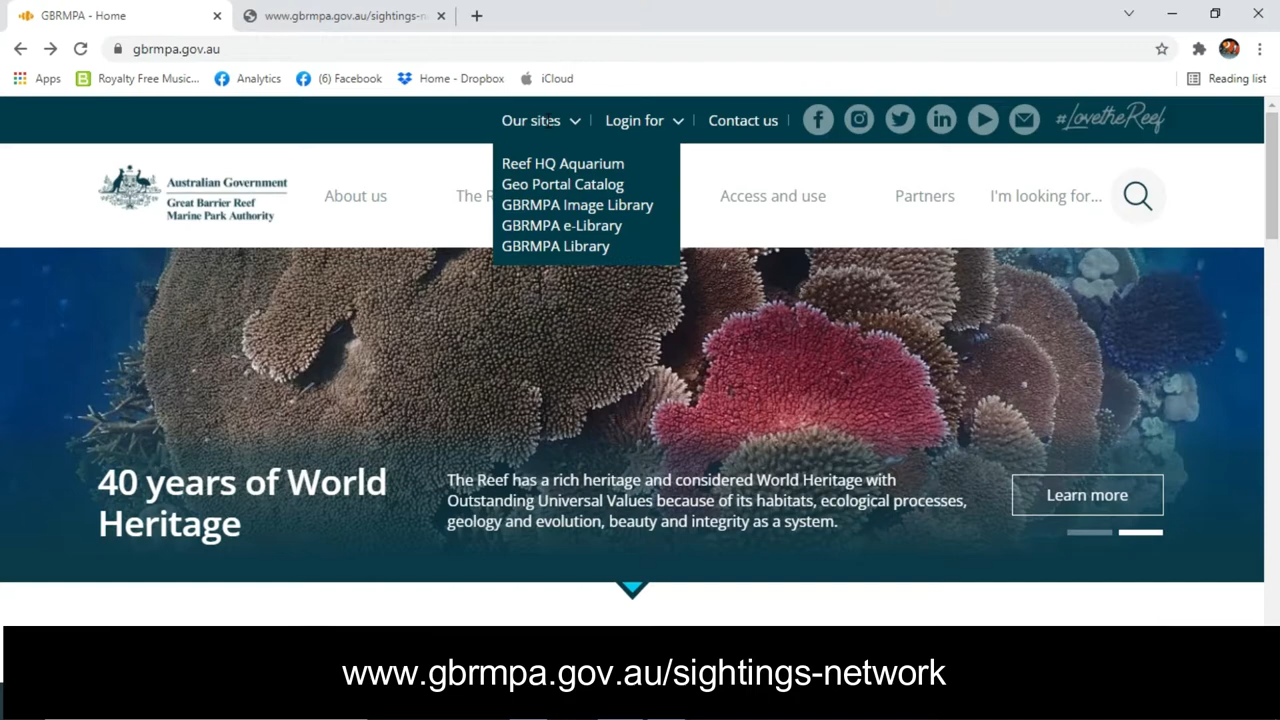 GBRMPA - Home
www.gbrmpa.gov.au/sightings-n
gbrmpa.gov.au
Apps
Royalty Free Music...
Analytics
(6) Facebook
Home - Dropbox
iCloud
Reading list
Our sites
Login for
Contact us
#LovetheReef
Reef HQ Aquarium
Geo Portal Catalog
GBRMPA Image Library
GBRMPA e-Library
GBRMPA Library
Australian Government
Great Barrier Reef
Marine Park Authority
About us
The R
Access and use
Partners
I'm looking for...
40 years of World
Heritage
The Reef has a rich heritage and considered World Heritage with
Outstanding Universal Values because of its habitats, ecological processes,
geology and evolution, beauty and integrity as a system.
Learn more
www.gbrmpa.gov.au/sightings-network